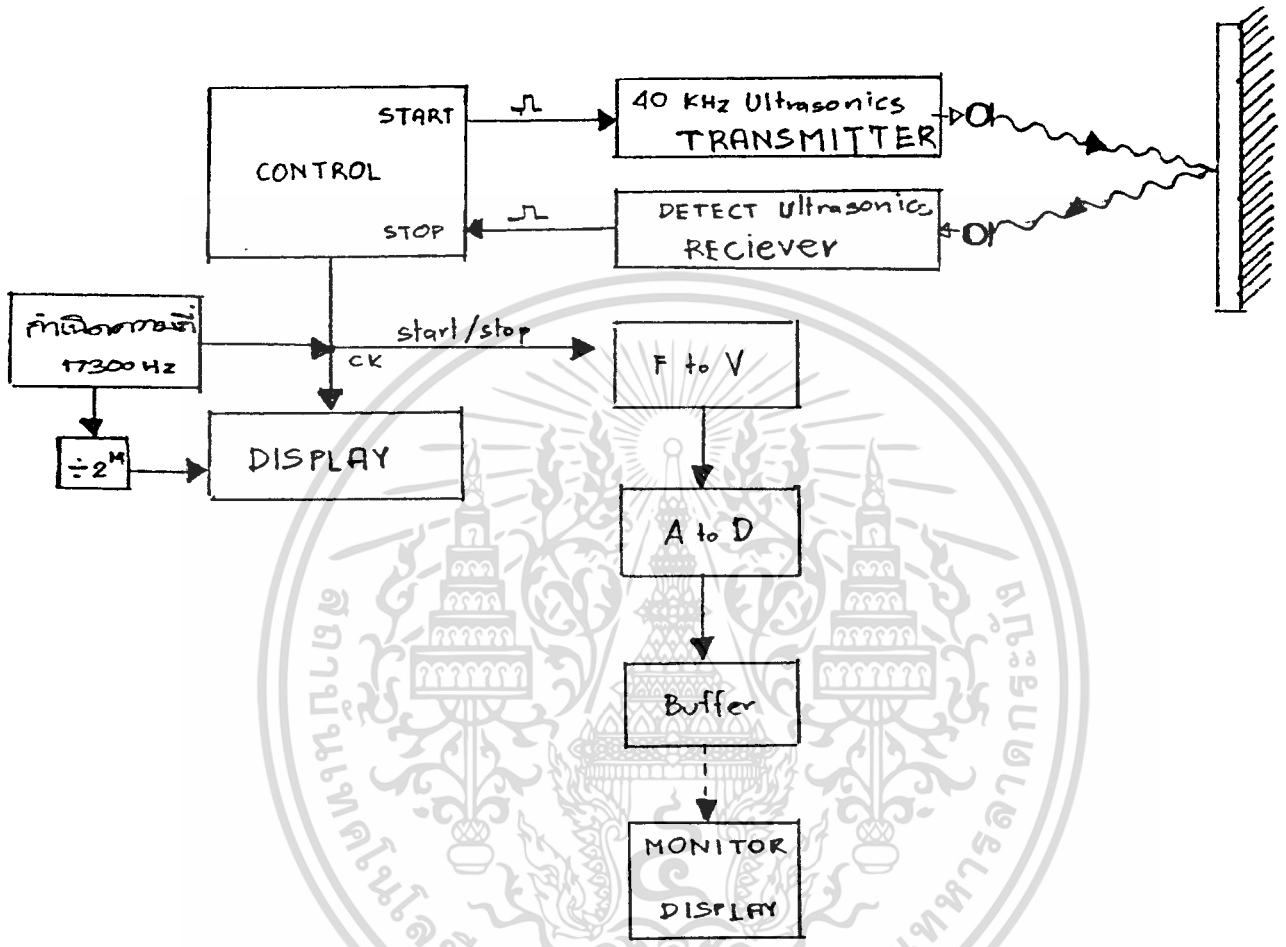 START
CONTROL
STOP
40 KHz Ultrasonics
TRANSMITTER
DETECT Ultrasonics
RECIever
กำเนิดความถี่.
17300 Hz
CK
start/stop
÷2
DISPLAY
F to V
A to D
Buffer
MONITOR
DISPLAY